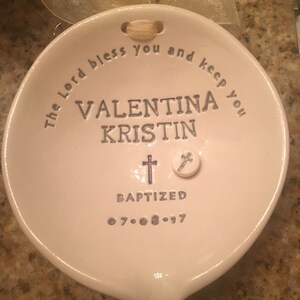 The Lord bless you and keep you
VALENTINA
KRISTIN
BAPTIZED
07•08•17